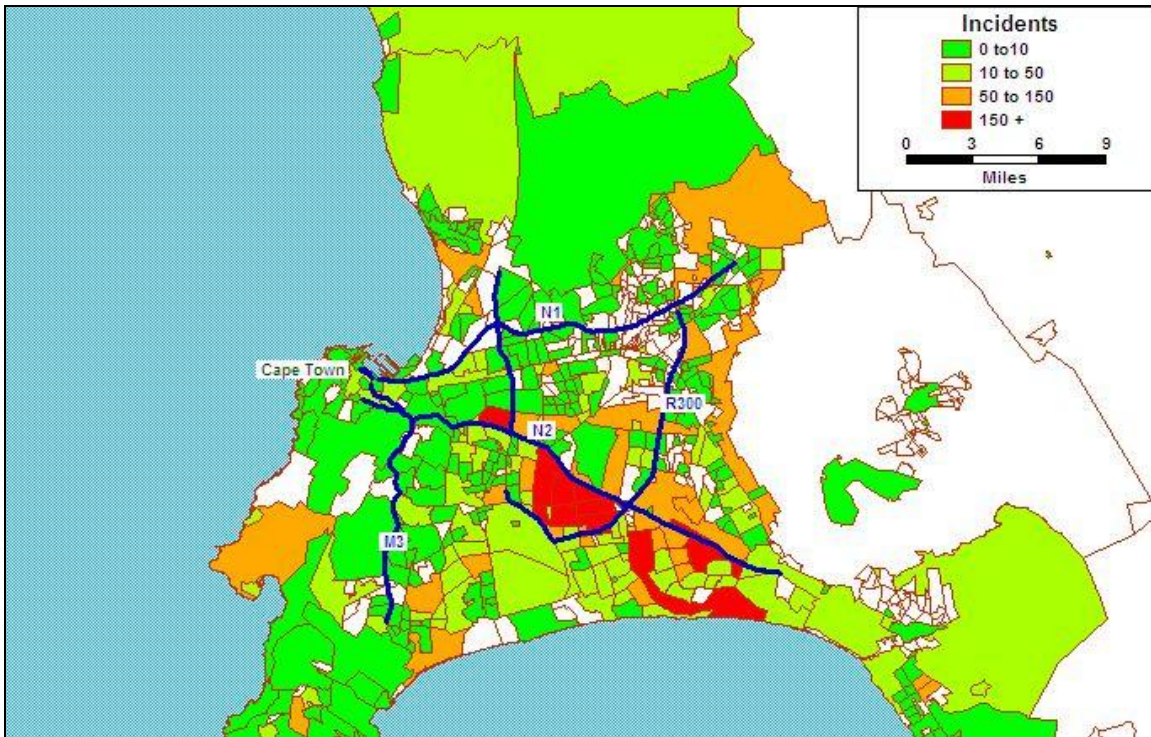 Incidents
0 to10
10 to 50
50 to 150
150 +
0 3 6 9
Miles
N1
Cape Town
R300
N2
M3